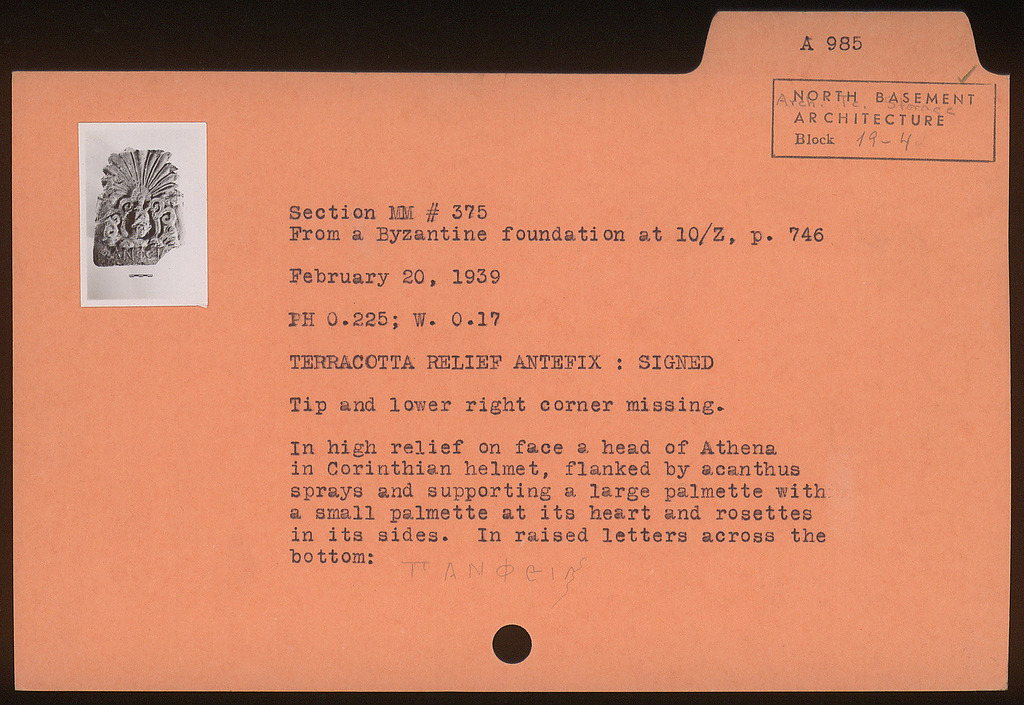 A 985
NORTH BASEMENT
Arch. Tc. Storage
ARCHITECTURE
Block 19-4
Section MM # 375
From a Byzantine foundation at 10/Z, p. 746
February 20, 1939
PH 0.225; W. 0.17
TERRACOTTA RELIEF ANTEFIX : SIGNED
Tip and lower right corner missing.
In high relief on face a head of Athena
in Corinthian helmet, flanked by acanthus
sprays and supporting a large palmette with
a small palmette at its heart and rosettes
in its sides. In raised letters across the
bottom: